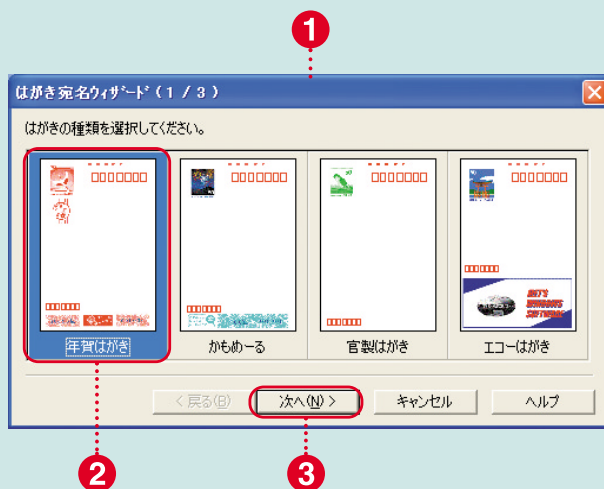 1
はがき宛名ウィザード(1/3)
はがきの種類を選択してください。
年賀はがき
かもめ〜る
官製はがき
エコーはがき
<戻る(B)
次へ(N)>
キャンセル
ヘルプ
2
3